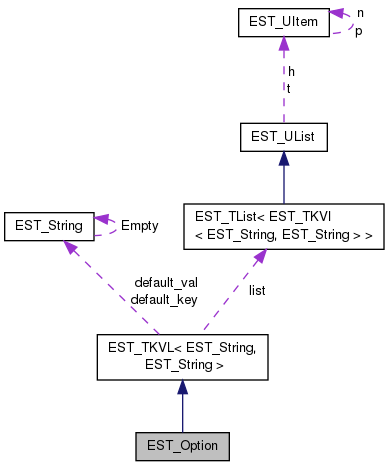 EST_UItem
n
p
h
t
EST_UList
EST_TList< EST_TKVI
< EST_String, EST_String > >
EST_String
Empty
default_val
default_key
list
EST_TKVL< EST_String,
EST_String >
EST_Option